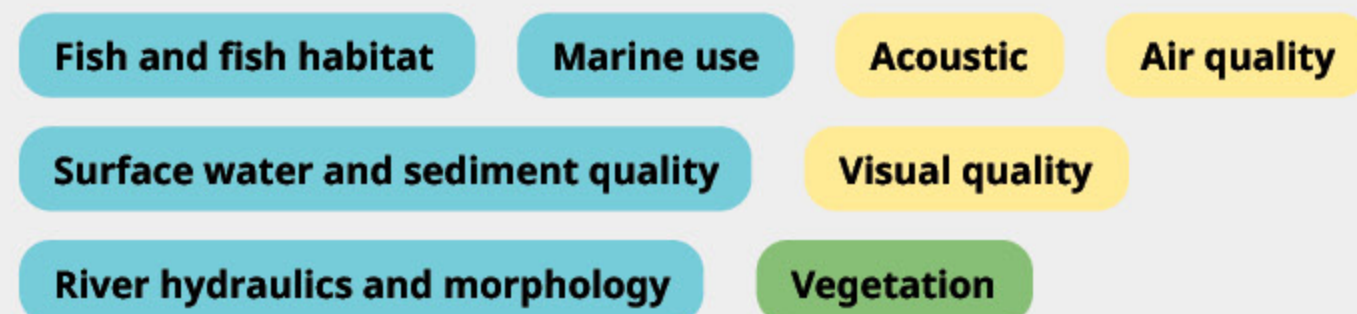 Fish and fish habitat Marine use Acoustic Air quality
Surface water and sediment quality Visual quality
River hydraulics and morphology Vegetation